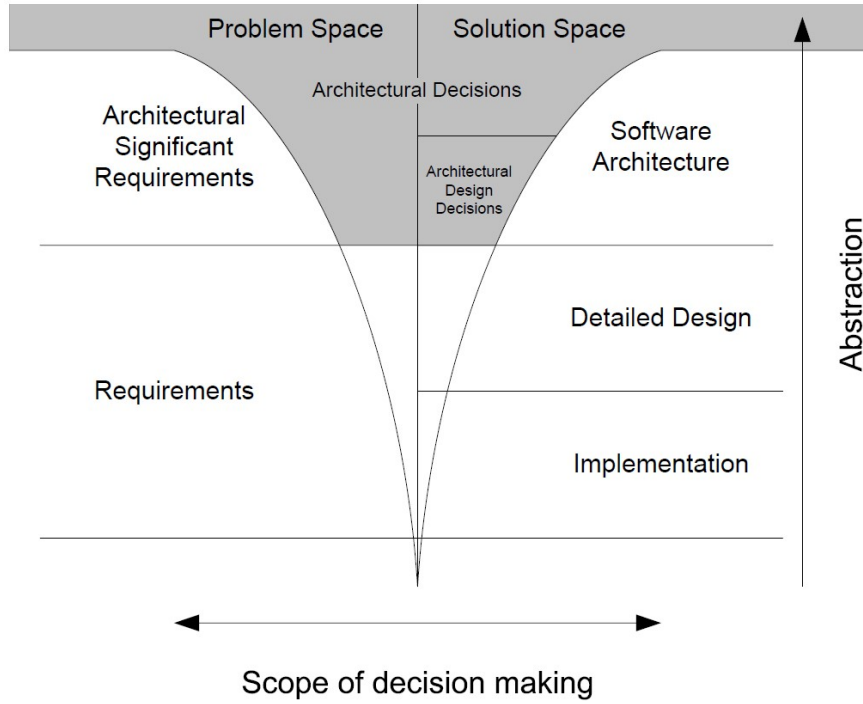 Problem Space
Solution Space
Architectural Decisions
Architectural
Significant
Requirements
Architectural
Design
Decisions
Software
Architecture
Abstraction
Requirements
Detailed Design
Implementation
Scope of decision making